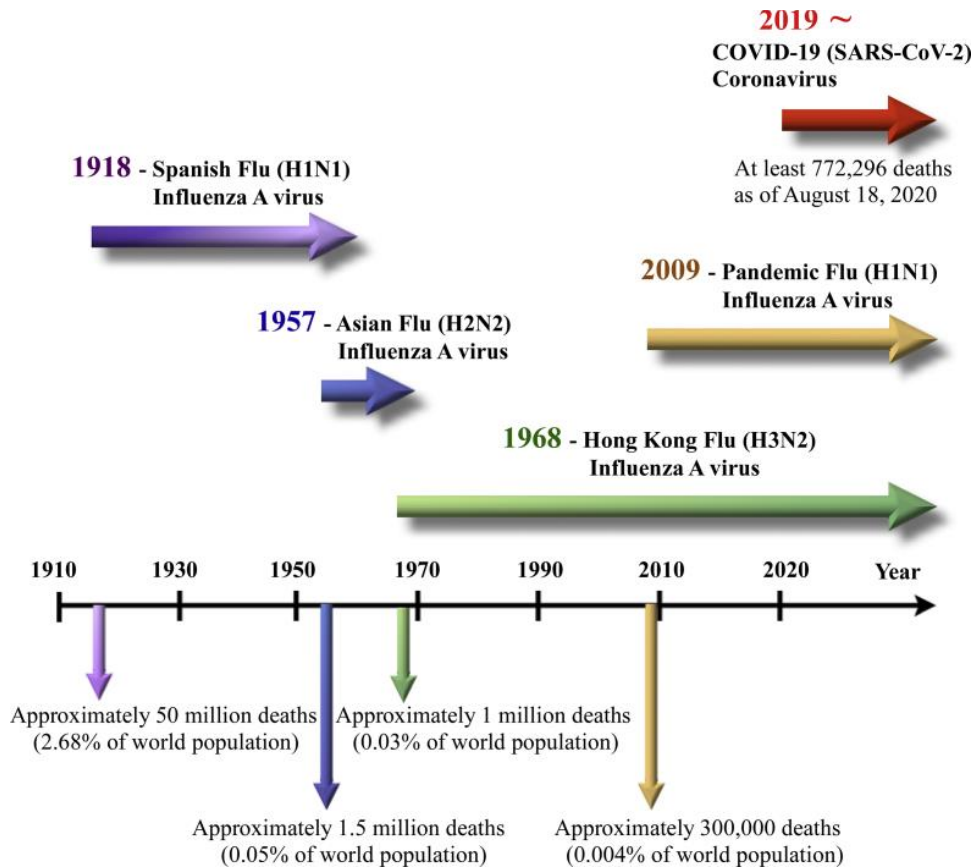 2019 ~
COVID-19 (SARS-CoV-2)
Coronavirus
At least 772,296 deaths
as of August 18, 2020
1918 - Spanish Flu (H1N1)
Influenza A virus
2009 - Pandemic Flu (H1N1)
Influenza A virus
1957 - Asian Flu (H2N2)
Influenza A virus
1968 - Hong Kong Flu (H3N2)
Influenza A virus
1910 1930 1950 1970 1990 2010 2020 Year
Approximately 50 million deaths
(2.68% of world population)
Approximately 1 million deaths
(0.03% of world population)
Approximately 1.5 million deaths
(0.05% of world population)
Approximately 300,000 deaths
(0.004% of world population)